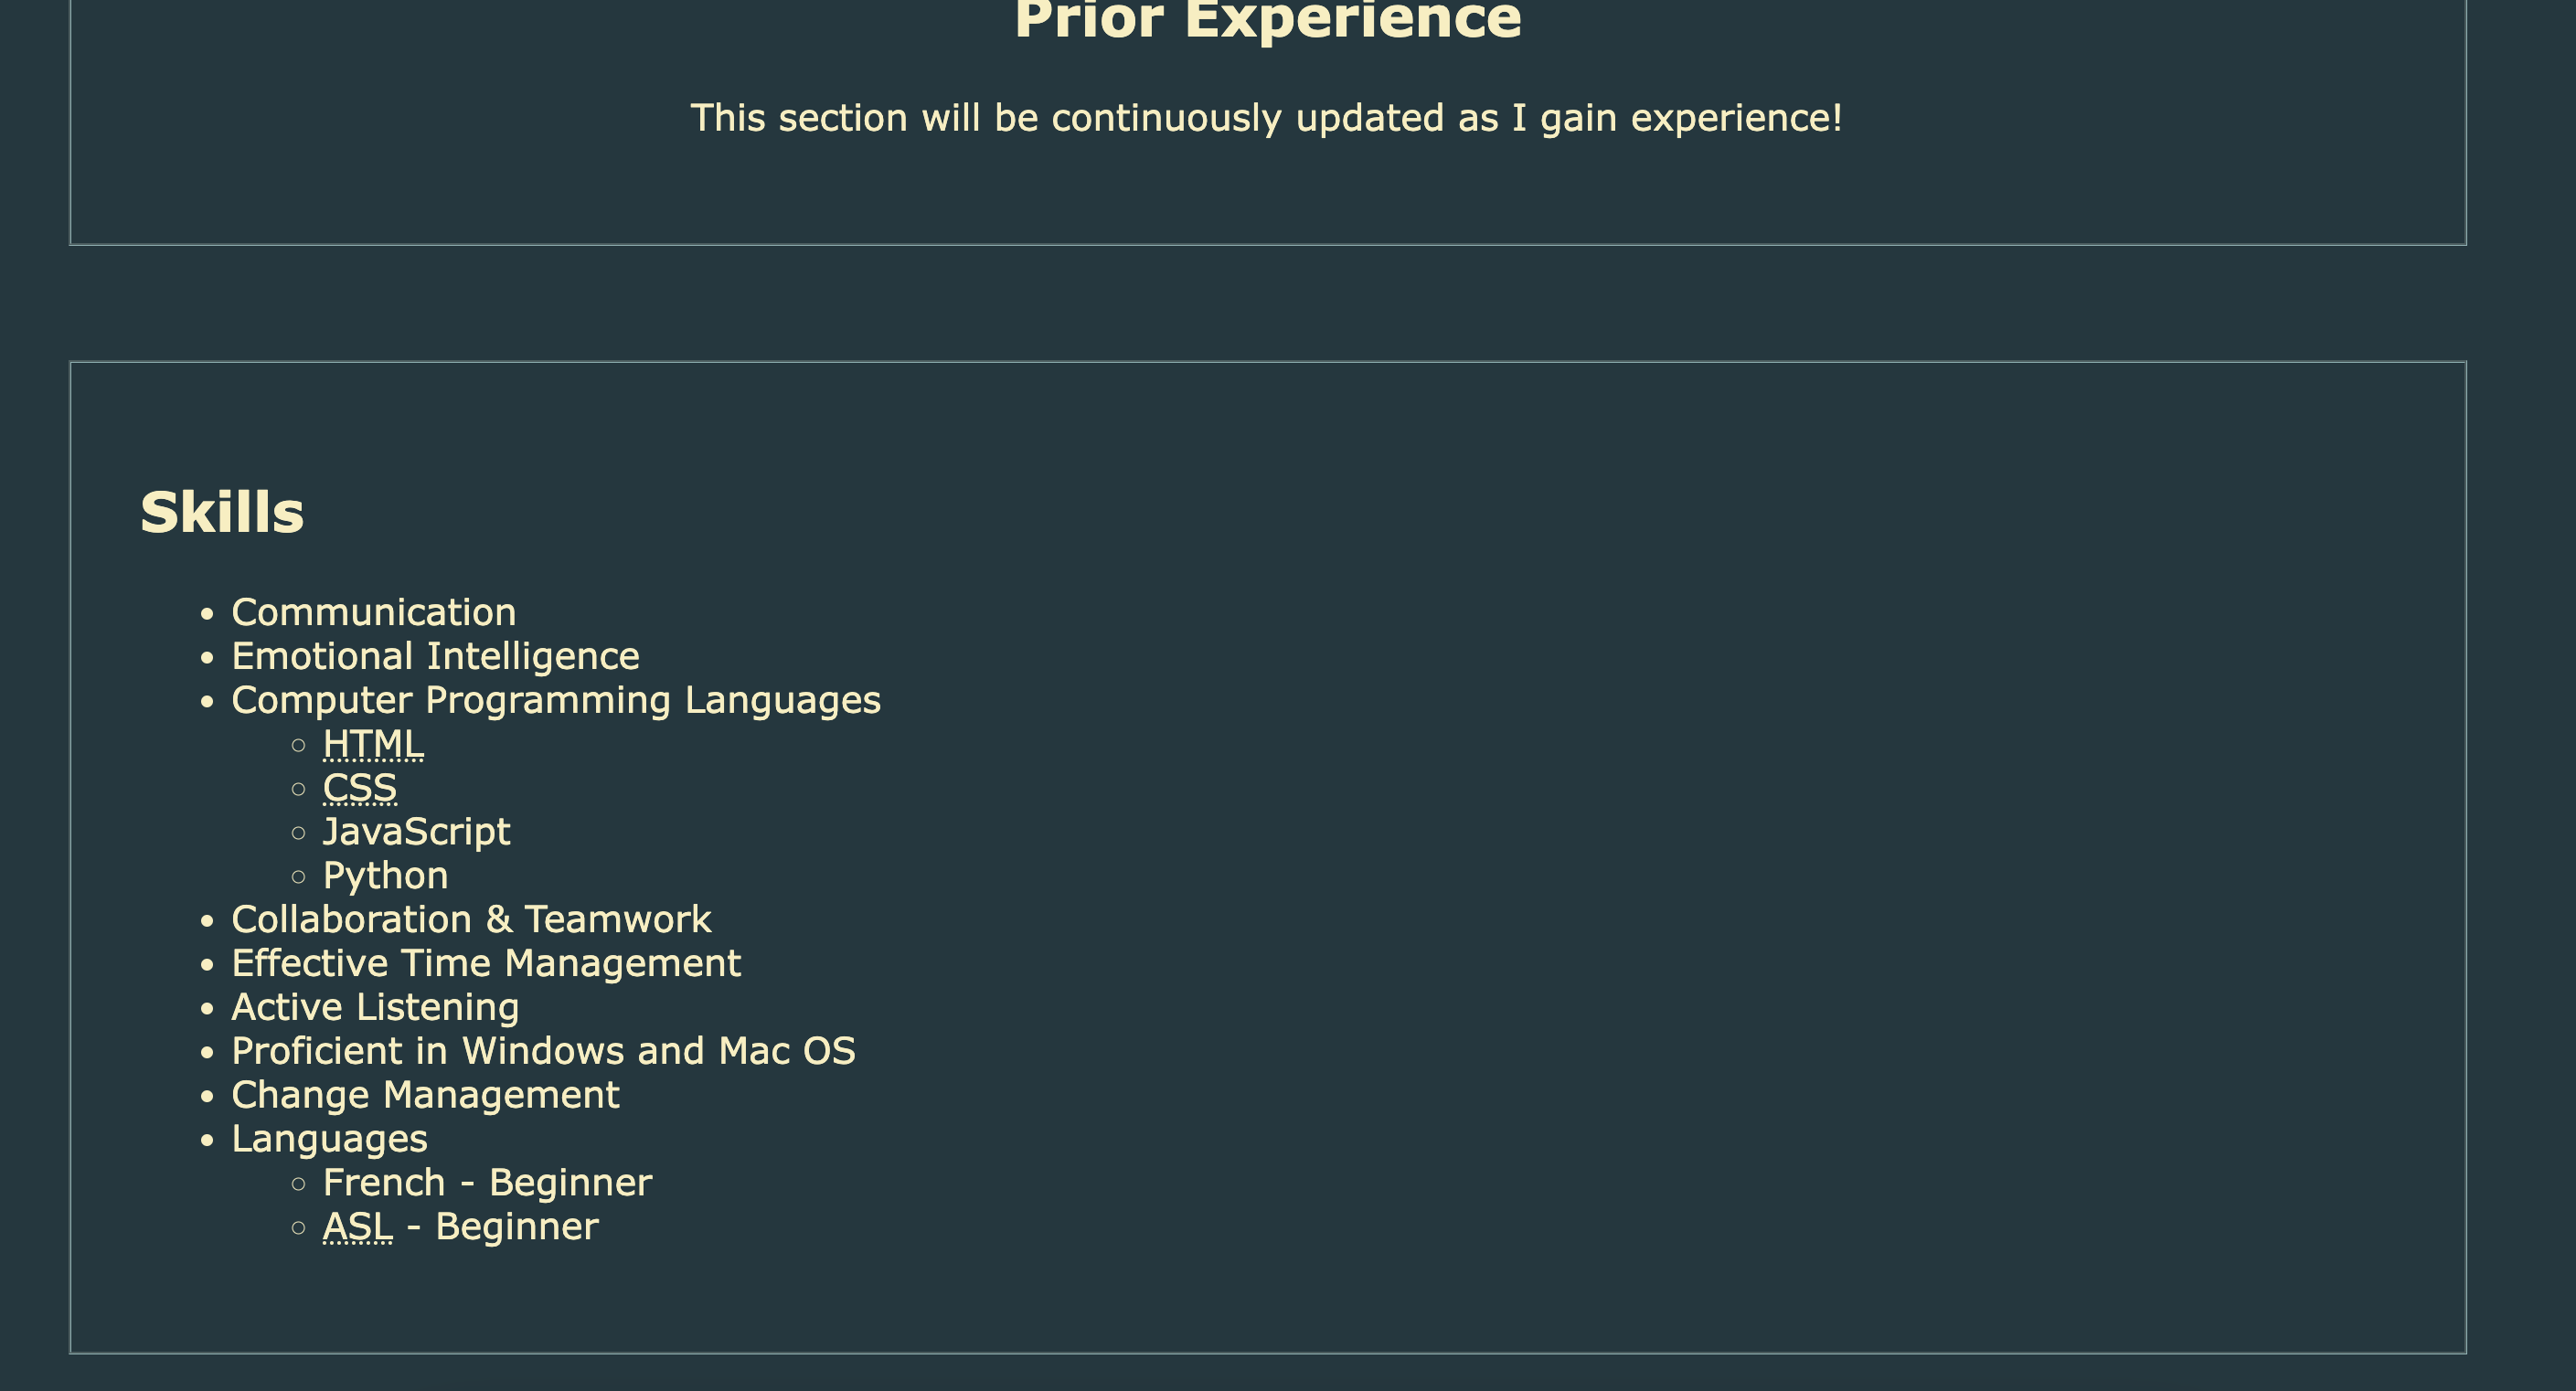 Prior Experience
This section will be continuously updated as I gain experience!
Skills
Communication
Emotional Intelligence
Computer Programming Languages
HTML
CSS
JavaScript
Python
Collaboration & Teamwork
Effective Time Management
Active Listening
Proficient in Windows and Mac OS
Change Management
Languages
French - Beginner
ASL - Beginner